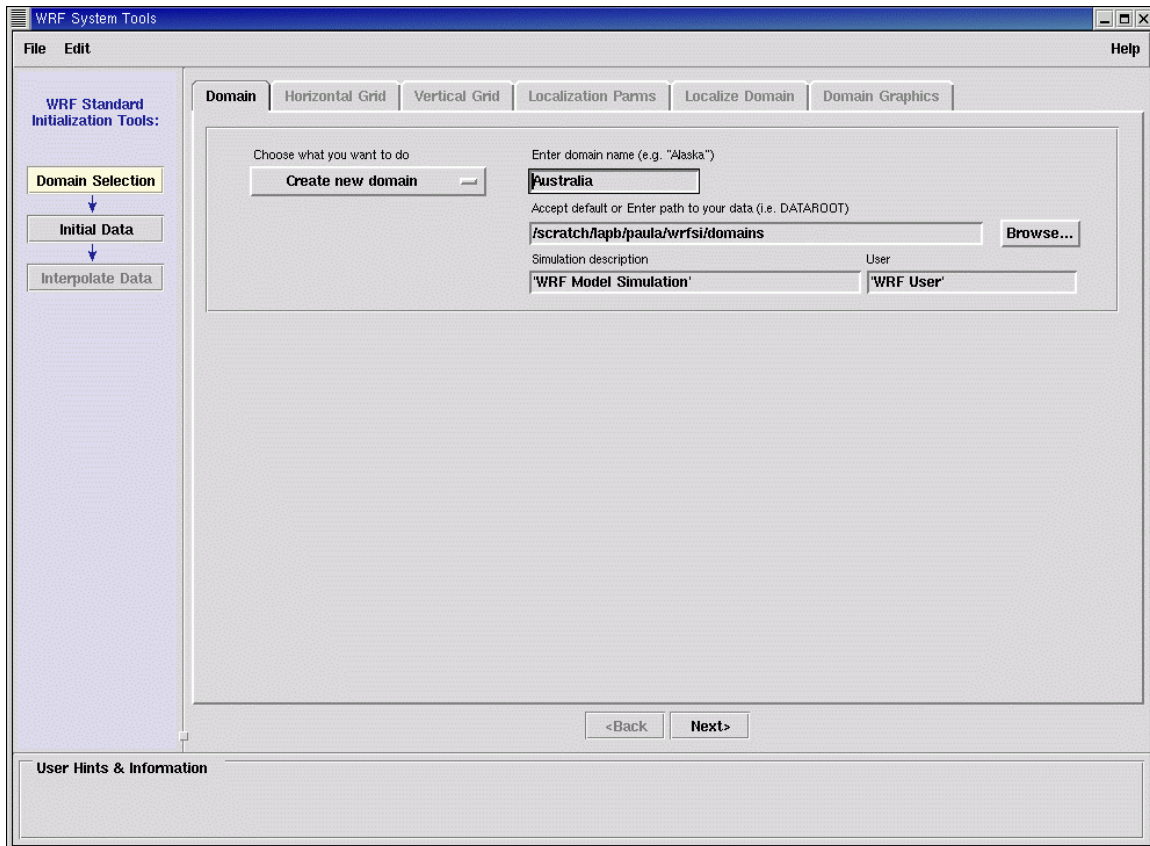 WRF System Tools
File Edit Help
WRF Standard
Initialization Tools:
Domain Selection
Initial Data
Interpolate Data
Domain Horizontal Grid Vertical Grid Localization Parms Localize Domain Domain Graphics
Choose what you want to do
Create new domain
Enter domain name (e.g. "Alaska")
Australia
Accept default or Enter path to your data (i.e. DATAROOT)
/scratch/lapb/paula/wrfsi/domains Browse...
Simulation description User
'WRF Model Simulation' 'WRF User'
<Back Next>
User Hints & Information